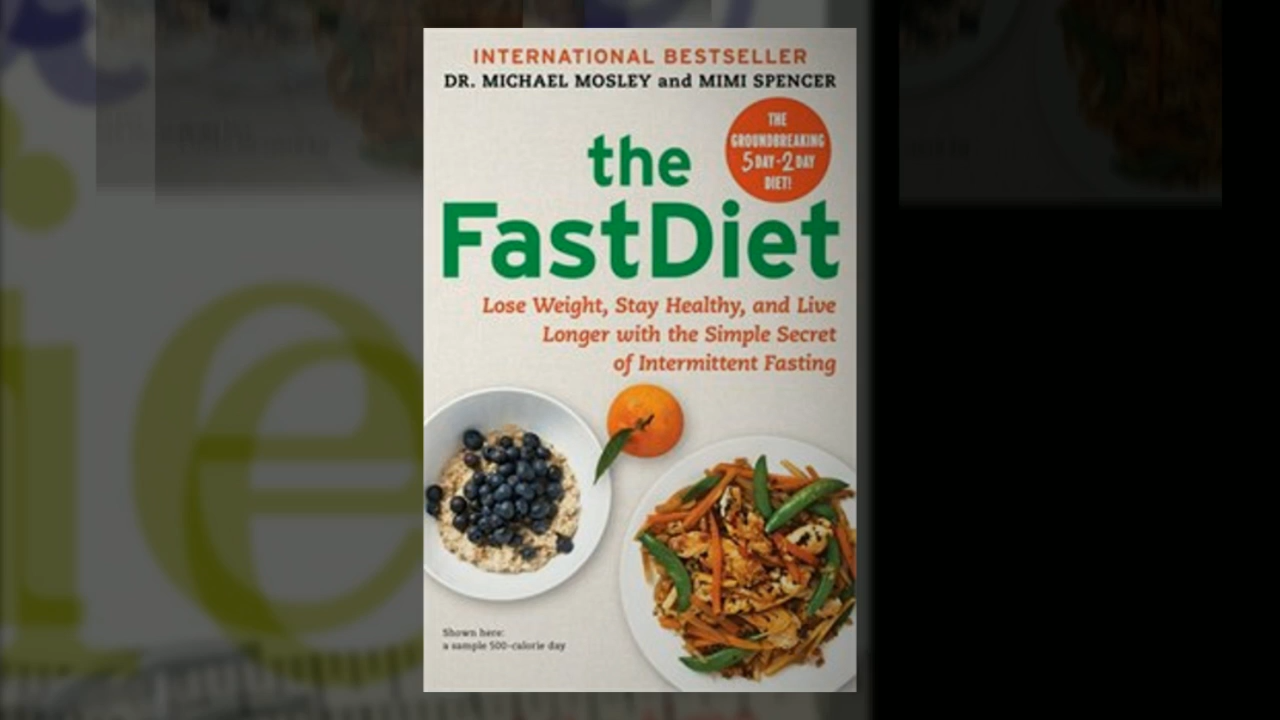 INTERNATIONAL BESTSELLER
DR. MICHAEL MOSLEY and MIMI SPENCER
THE
GROUNDBREAKING
5 DAY-2 DAY
DIET!
the
FastDiet
Lose Weight, Stay Healthy, and Live
Longer with the Simple Secret
of Intermittent Fasting
Shown here:
a sample 500-calorie day
ie